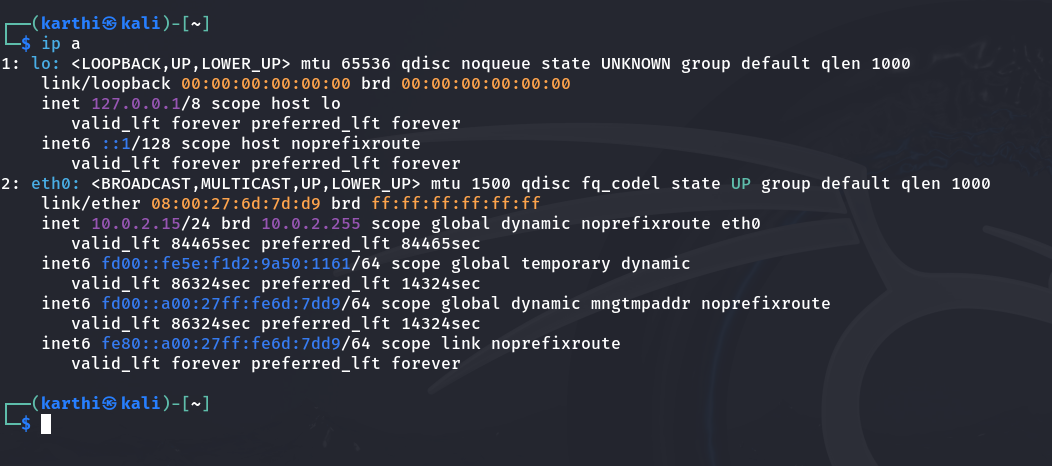 ┌──(karthi㉿kali)-[~]
└─$ ip a
1: lo: <LOOPBACK,UP,LOWER_UP> mtu 65536 qdisc noqueue state UNKNOWN group default qlen 1000
    link/loopback 00:00:00:00:00:00 brd 00:00:00:00:00:00
    inet 127.0.0.1/8 scope host lo
       valid_lft forever preferred_lft forever
    inet6 ::1/128 scope host noprefixroute
       valid_lft forever preferred_lft forever
2: eth0: <BROADCAST,MULTICAST,UP,LOWER_UP> mtu 1500 qdisc fq_codel state UP group default qlen 1000
    link/ether 08:00:27:6d:7d:d9 brd ff:ff:ff:ff:ff:ff
    inet 10.0.2.15/24 brd 10.0.2.255 scope global dynamic noprefixroute eth0
       valid_lft 84465sec preferred_lft 84465sec
    inet6 fd00::fe5e:f1d2:9a50:1161/64 scope global temporary dynamic
       valid_lft 86324sec preferred_lft 14324sec
    inet6 fd00::a00:27ff:fe6d:7dd9/64 scope global dynamic mngtmpaddr noprefixroute
       valid_lft 86324sec preferred_lft 14324sec
    inet6 fe80::a00:27ff:fe6d:7dd9/64 scope link noprefixroute
       valid_lft forever preferred_lft forever
┌──(karthi㉿kali)-[~]
└─$